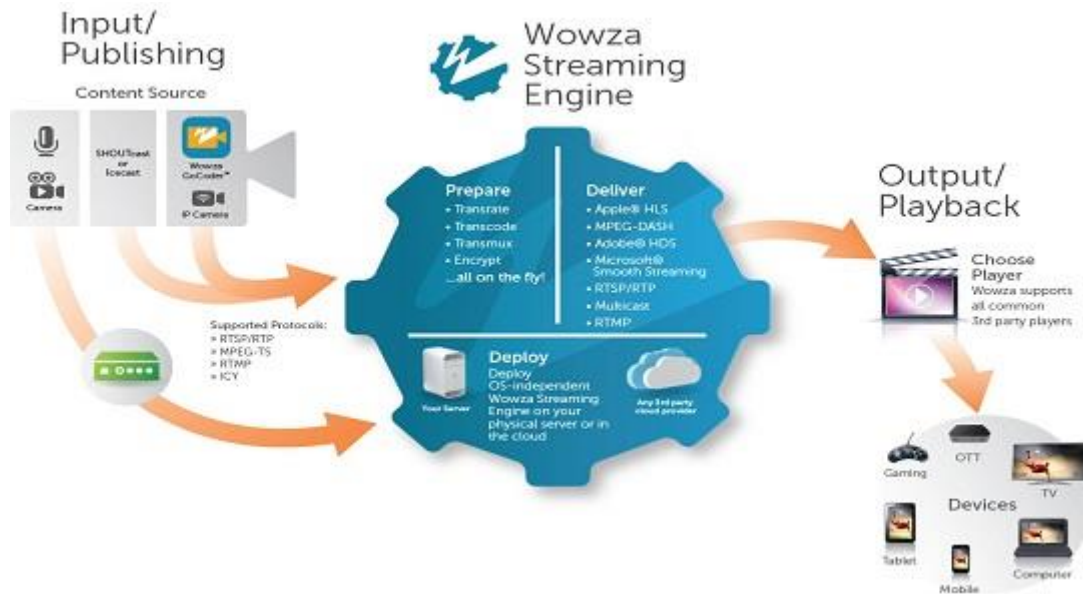 Input/
Publishing
Content Source
Camera
SHOUTcast
or
Icecast
Wowza
GoCoder™
IP Camera
Supported Protocols:
» RTSP/RTP
» MPEG-TS
» RTMP
» ICY
Wowza
Streaming
Engine
Prepare
• Transrate
• Transcode
• Transmux
• Encrypt
...all on the fly!
Deliver
• Apple® HLS
• MPEG-DASH
• Adobe® HDS
• Microsoft®
Smooth Streaming
• RTSP/RTP
• Multicast
• RTMP
Your Server
Deploy
Deploy
OS-independent
Wowza Streaming
Engine on your
physical server or in
the cloud
Any 3rd party
cloud provider
Output/
Playback
Choose
Player
Wowza supports
all common
3rd party players
Gaming
OTT
TV
Devices
Tablet
Mobile
Computer